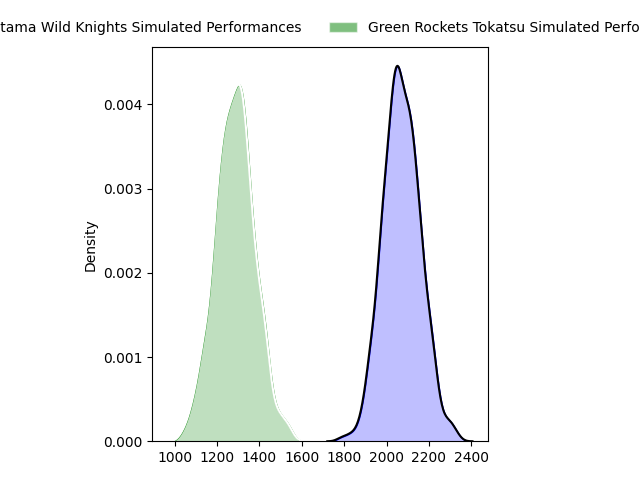 tama Wild Knights Simulated Performances
Green Rockets Tokatsu Simulated Perfo
0.004
0.003
0.002
0.001
0.000
Density
1000 1200 1400 1600 1800 2000 2200 2400